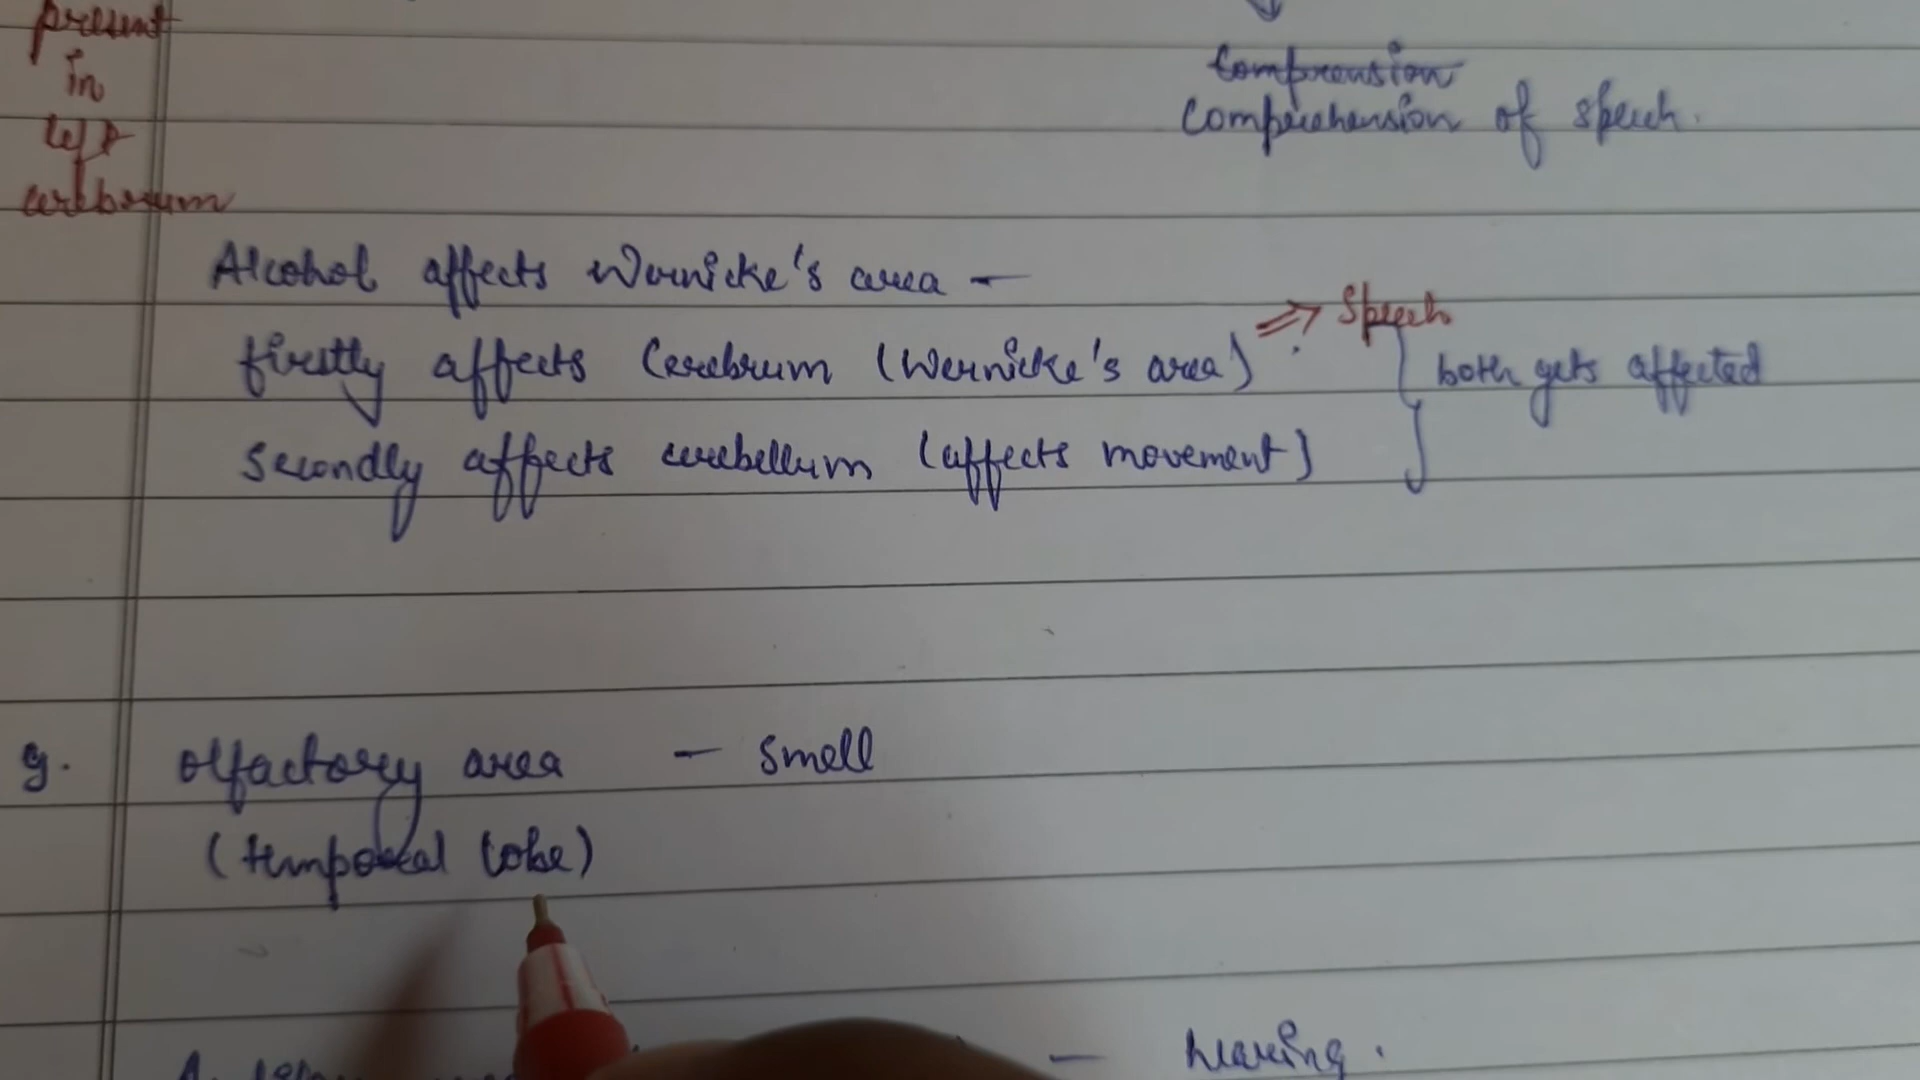 present
in
left
cerebrum
Comprension
Comprehension of speech.
Alcohol affects Wernicke's area —
firstly affects Cerebrum (Wernicke's area) ⇒ Speech
both gets affected
Secondly affects cerebellum (affects movement)
9. Olfactory area — Smell
(temporal lobe)
— hearing.